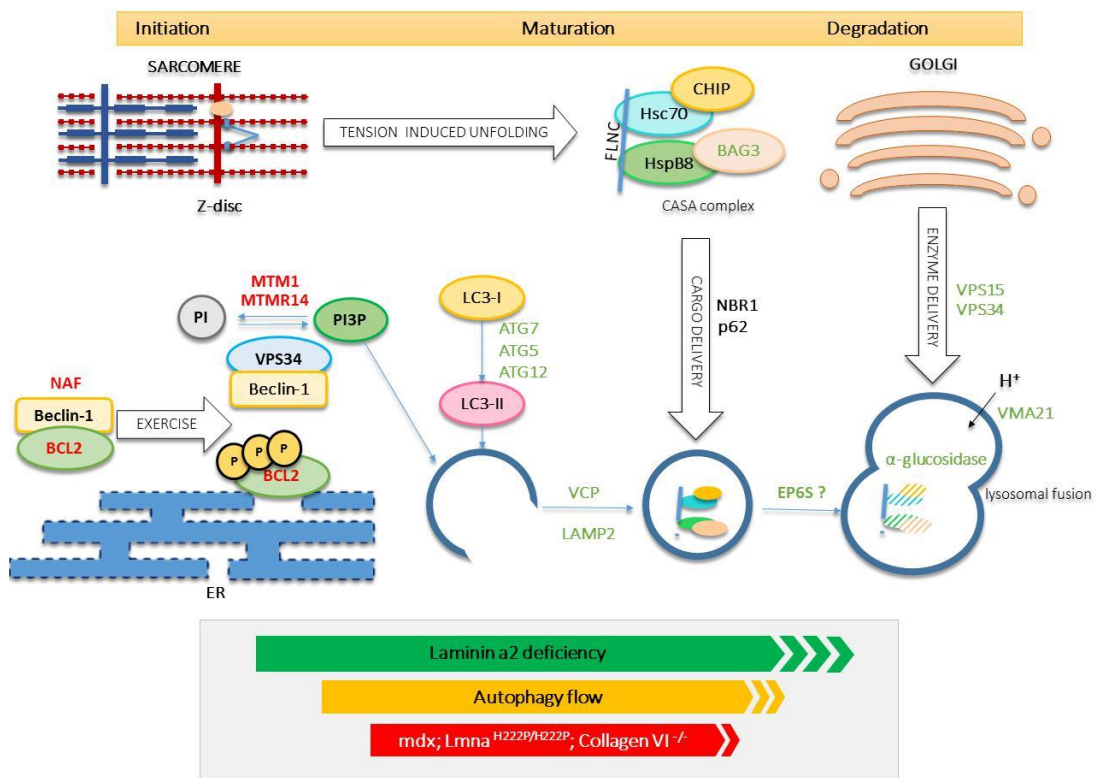 Initiation
Maturation
Degradation
SARCOMERE
Z-disc
TENSION INDUCED UNFOLDING
FLNC
CHIP
Hsc70
HspB8
BAG3
CASA complex
GOLGI
CARGO DELIVERY
NBR1
p62
ENZYME DELIVERY
VPS15
VPS34
MTM1
MTMR14
PI
PI3P
VPS34
Beclin-1
NAF
Beclin-1
BCL2
EXERCISE
P
P
P
BCL2
ER
LC3-I
ATG7
ATG5
ATG12
LC3-II
VCP
LAMP2
EP6S ?
H⁺
VMA21
α-glucosidase
lysosomal fusion
Laminin a2 deficiency
Autophagy flow
mdx; Lmna ᴴ²²²ᴾ/ᴴ²²²ᴾ; Collagen VI ⁻/⁻